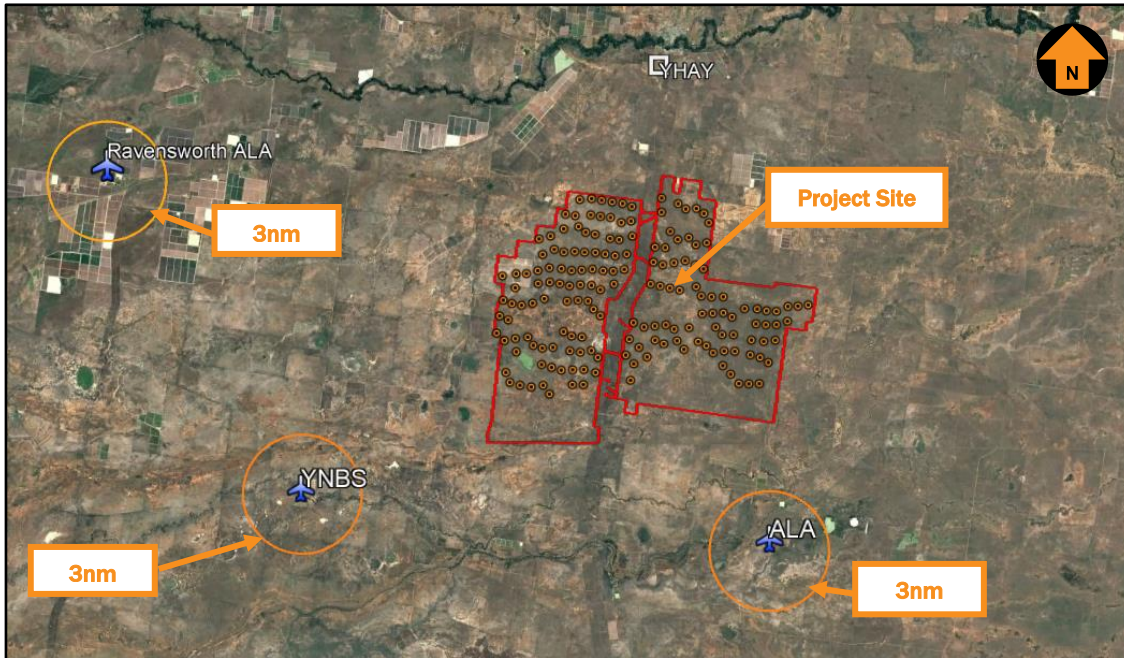 YHAY
N
Ravensworth ALA
Project Site
3nm
YNBS
ALA
3nm
3nm